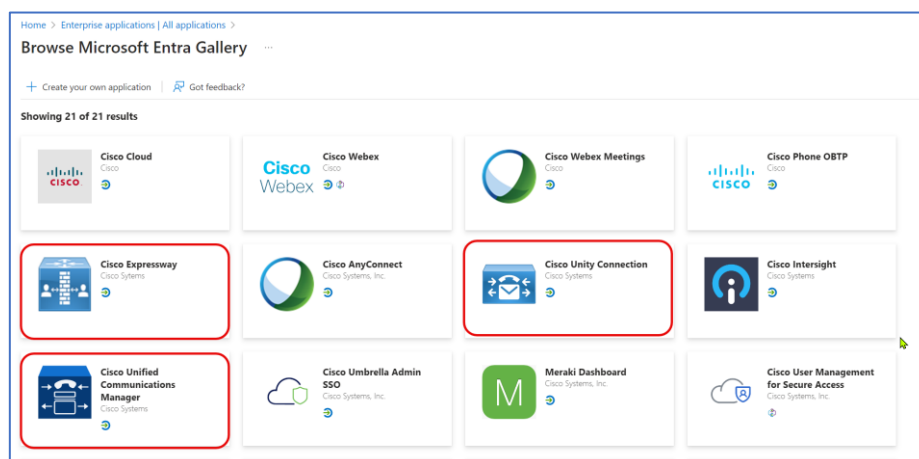 Home > Enterprise applications | All applications >
Browse Microsoft Entra Gallery ...
+ Create your own application | Got feedback?
Showing 21 of 21 results
CISCO
Cisco Cloud
Cisco
Cisco Webex
Cisco Webex
Cisco
Cisco Webex Meetings
Cisco
CISCO
Cisco Phone OBTP
Cisco
Cisco Expressway
Cisco Sytems
Cisco AnyConnect
Cisco Systems, Inc.
Cisco Unity Connection
Cisco Systems
Cisco Intersight
Cisco Systems
Cisco Unified
Communications
Manager
Cisco Systems
Cisco Umbrella Admin
SSO
Cisco Systems, Inc.
M
Meraki Dashboard
Cisco Systems, Inc.
Cisco User Management
for Secure Access
Cisco Systems, Inc.